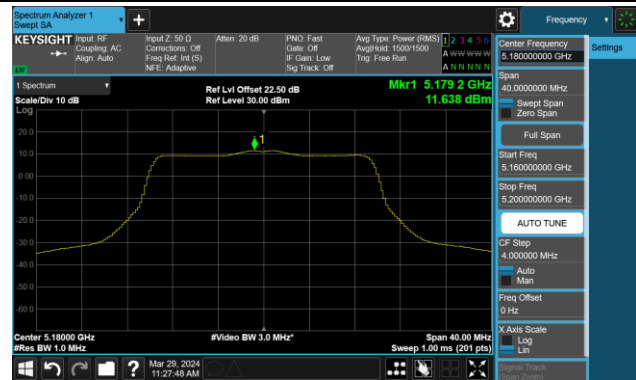 Spectrum Analyzer 1
Swept SA
Frequency
KEYSIGHT
Input: RF
Coupling: AC
Align: Auto
Input Z: 50 Ω
Corrections: Off
Freq Ref: Int (S)
NFE: Adaptive
Atten: 20 dB
PNO: Fast
Gate: Off
IF Gain: Low
Sig Track: Off
Avg Type: Power (RMS)
Avg|Hold: 1500/1500
Trig: Free Run
1 2 3 4 5 6
A W W W W W
A N N N N N
1 Spectrum
Scale/Div 10 dB
Log
Ref Lvl Offset 22.50 dB
Ref Level 30.00 dBm
Mkr1 5.179 2 GHz
11.638 dBm
20.0
10.0
0.00
-10.0
-20.0
-30.0
-40.0
-50.0
-60.0
1
Center 5.18000 GHz
#Res BW 1.0 MHz
#Video BW 3.0 MHz*
Span 40.00 MHz
Sweep 1.00 ms (201 pts)
Mar 29, 2024
11:27:48 AM
Center Frequency
5.180000000 GHz
Settings
Span
40.0000000 MHz
Swept Span
Zero Span
Full Span
Start Freq
5.160000000 GHz
Stop Freq
5.200000000 GHz
AUTO TUNE
CF Step
4.000000 MHz
Auto
Man
Freq Offset
0 Hz
X Axis Scale
Log
Lin
Signal Track
(Span Zoom)